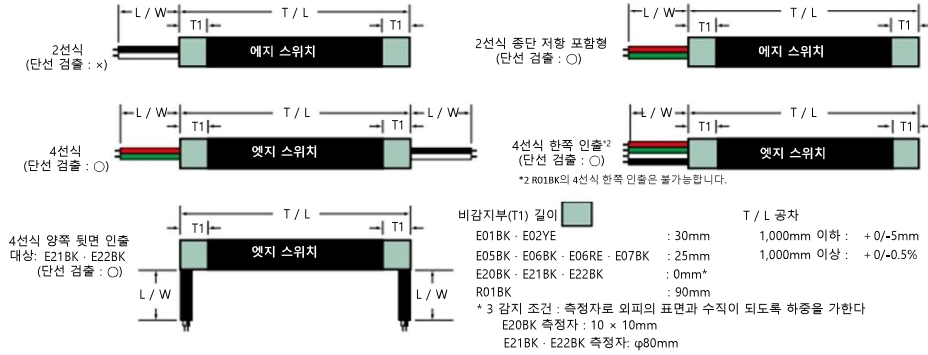 L / W
T / L
T1
에지 스위치
2선식
(단선 검출 : ×)
L / W
T / L
T1
에지 스위치
2선식 종단 저항 포함형
(단선 검출 : ○)
L / W
T / L
L / W
T1
T1
엣지 스위치
4선식
(단선 검출 : ○)
L / W
T / L
T1
T1
엣지 스위치
4선식 한쪽 인출*2
(단선 검출 : ○)
*2 R01BK의 4선식 한쪽 인출은 불가능합니다.
T / L
T1
T1
엣지 스위치
4선식 양쪽 뒷면 인출
대상: E21BK · E22BK
(단선 검출 : ○)
L / W
L / W
비감지부(T1) 길이
E01BK · E02YE : 30mm
E05BK · E06BK · E06RE · E07BK : 25mm
E20BK · E21BK · E22BK : 0mm*
R01BK : 90mm
T / L 공차
1,000mm 이하 : + 0/-5mm
1,000mm 이상 : + 0/-0.5%
* 3 감지 조건 : 측정자로 외피의 표면과 수직이 되도록 하중을 가한다
E20BK 측정자 : 10 × 10mm
E21BK · E22BK 측정자: φ80mm